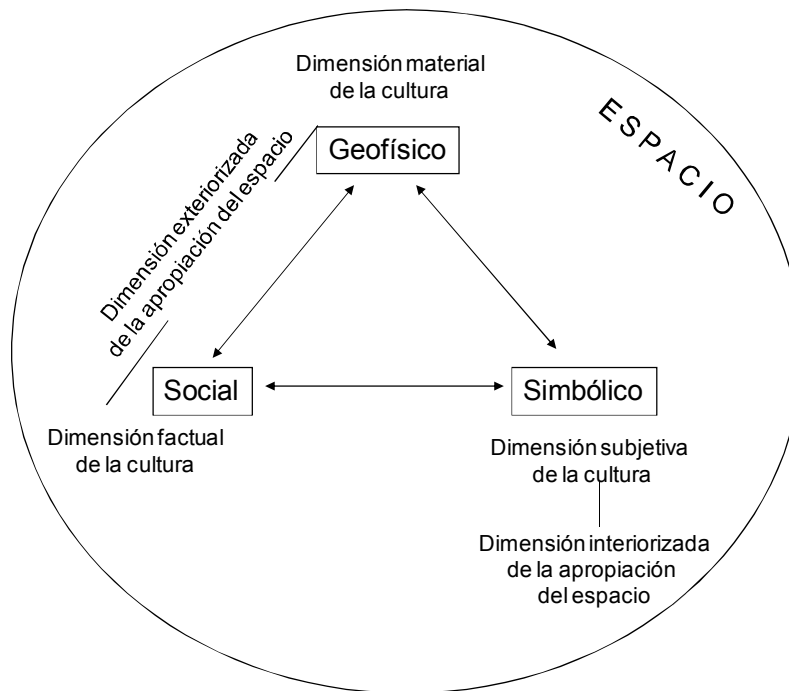 Dimensión material
de la cultura
ESPACIO
Geofísico
Dimensión exteriorizada
de la apropiación del espacio
Social
Simbólico
Dimensión factual
de la cultura
Dimensión subjetiva
de la cultura
Dimensión interiorizada
de la apropiación
del espacio